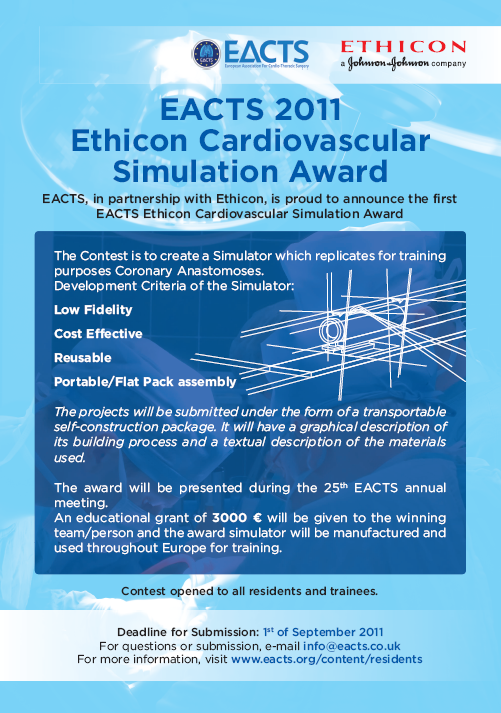 EACTS
European Association For Cardio-Thoracic Surgery
ETHICON
a Johnson & Johnson company
EACTS 2011
Ethicon Cardiovascular
Simulation Award
EACTS, in partnership with Ethicon, is proud to announce the first
EACTS Ethicon Cardiovascular Simulation Award
The Contest is to create a Simulator which replicates for training
purposes Coronary Anastomoses.
Development Criteria of the Simulator:
Low Fidelity
Cost Effective
Reusable
Portable/Flat Pack assembly
The projects will be submitted under the form of a transportable
self-construction package. It will have a graphical description of
its building process and a textual description of the materials
used.
The award will be presented during the 25th EACTS annual
meeting.
An educational grant of 3000 € will be given to the winning
team/person and the award simulator will be manufactured and
used throughout Europe for training.
Contest opened to all residents and trainees.
Deadline for Submission: 1st of September 2011
For questions or submission, e-mail info@eacts.co.uk
For more information, visit www.eacts.org/content/residents